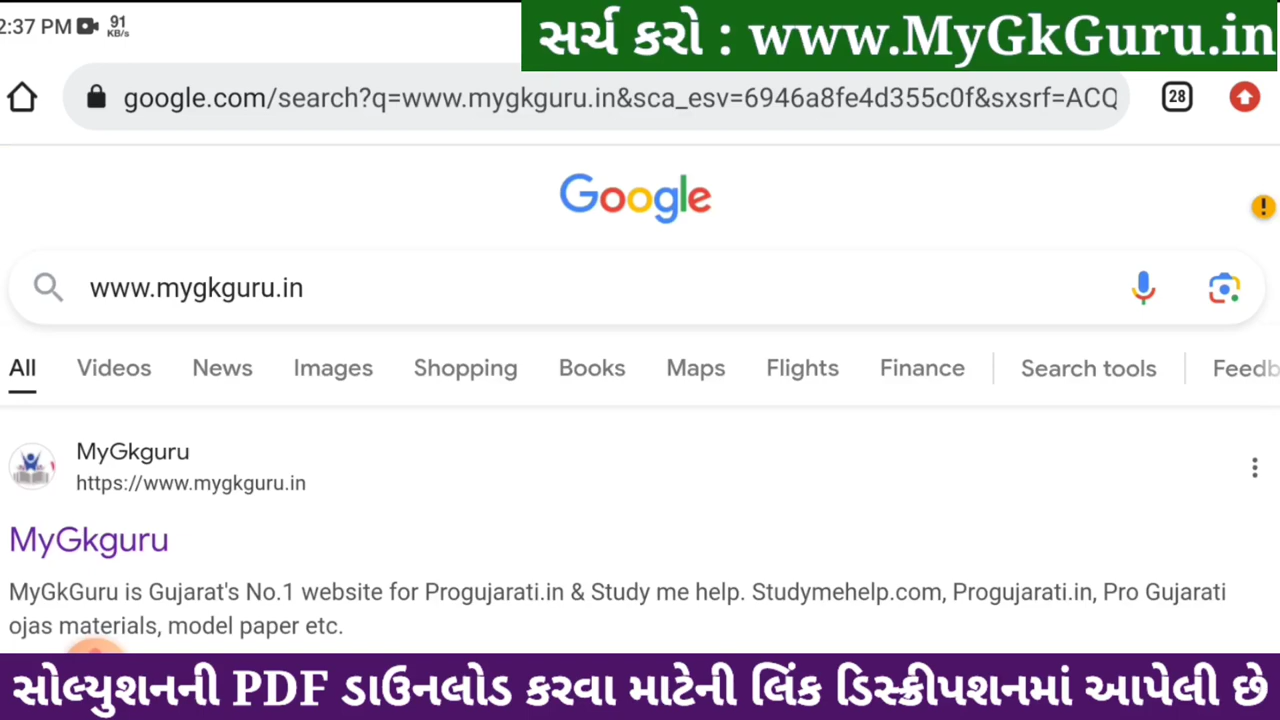 2:37 PM 91 KB/s
સર્ચ કરો : www.MyGkGuru.in
google.com/search?q=www.mygkguru.in&sca_esv=6946a8fe4d355c0f&sxsrf=ACQ
28
Google
www.mygkguru.in
All Videos News Images Shopping Books Maps Flights Finance Search tools Feedb
MyGkguru
https://www.mygkguru.in
MyGkguru
MyGkGuru is Gujarat's No.1 website for Progujarati.in & Study me help. Studymehelp.com, Progujarati.in, Pro Gujarati
ojas materials, model paper etc.
સોલ્યુશનની PDF ડાઉનલોડ કરવા માટેની લિંક ડિસ્ક્રીપશનમાં આપેલી છે